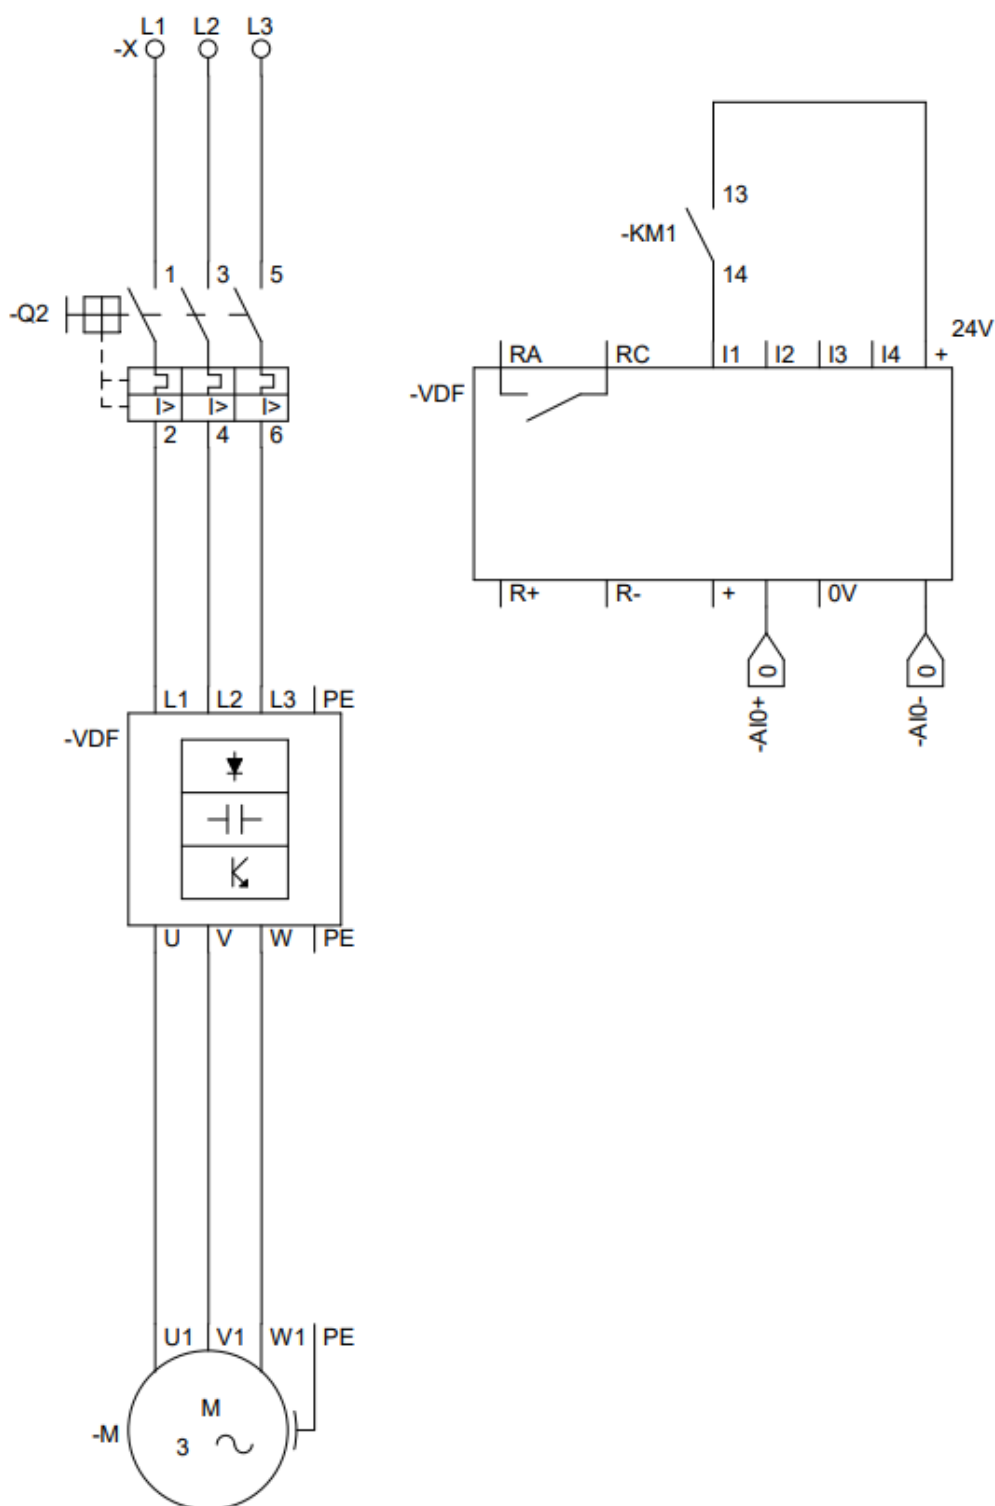 L1 L2 L3
-X
13
-KM1
14
1 3 5
-Q2
24V
RA RC I1 I2 I3 I4 +
-VDF
I> I> I>
2 4 6
R+ R- + 0V
0 0
-AI0+ -AI0-
L1 L2 L3 PE
-VDF
U V W PE
U1 V1 W1 PE
M
-M
3